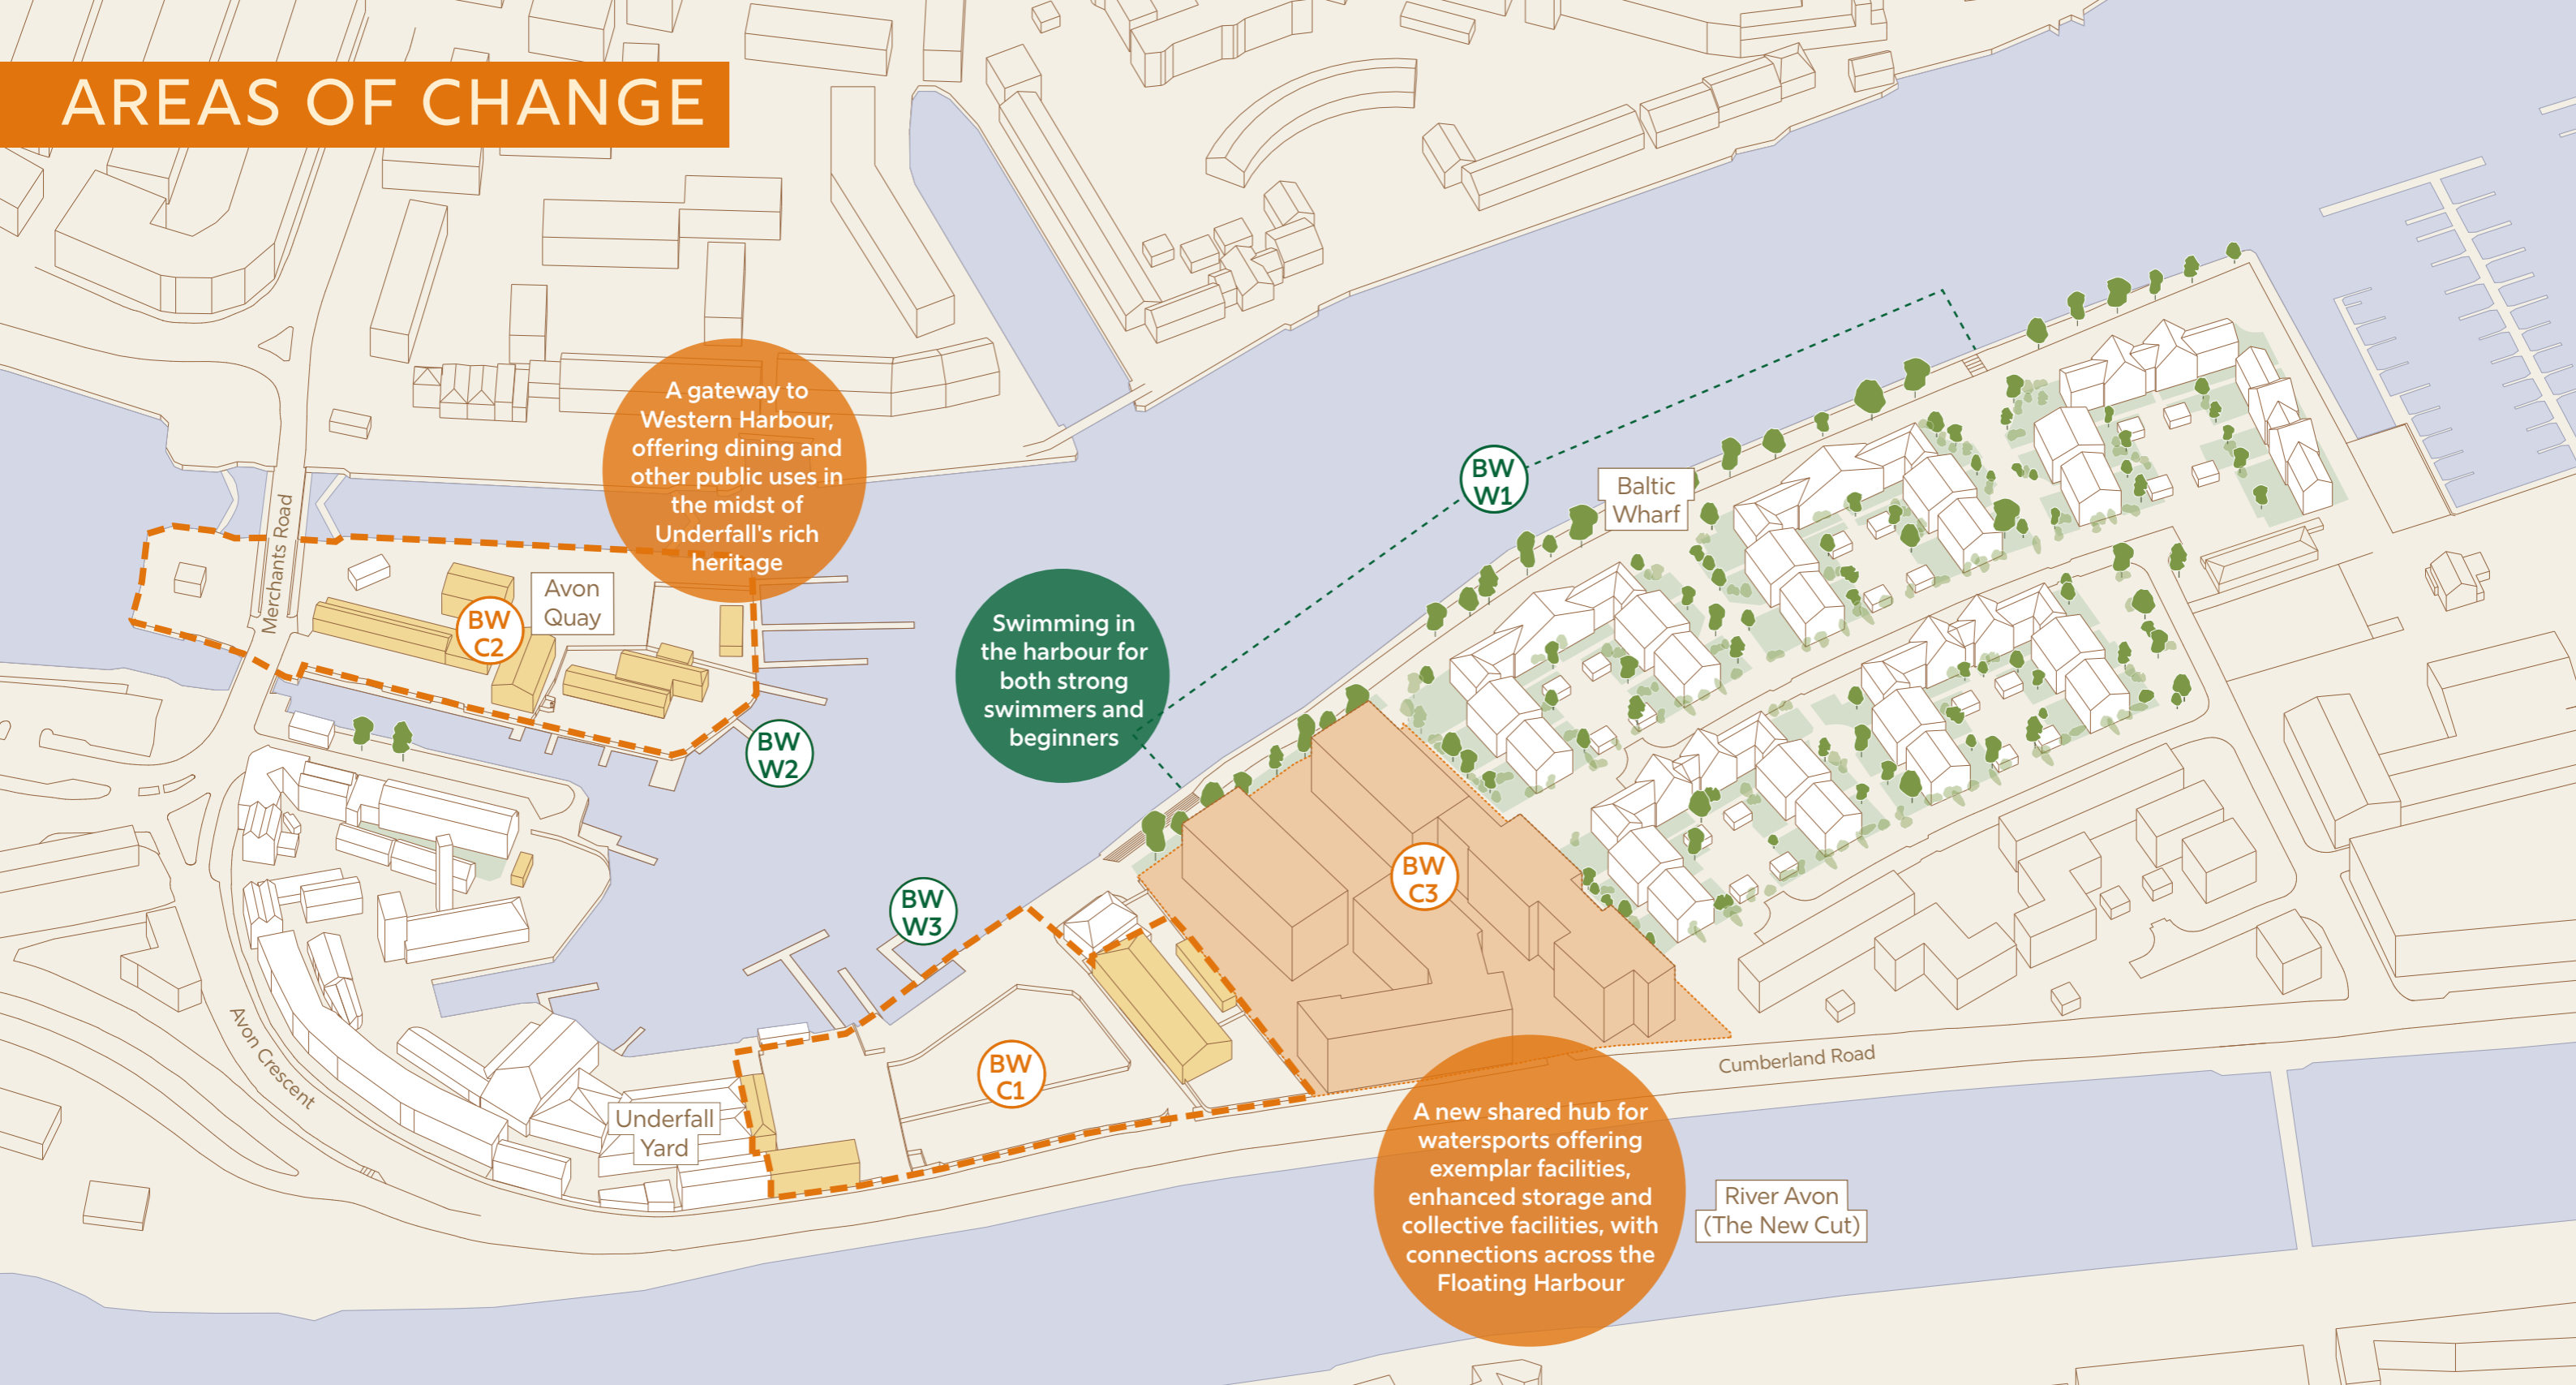 AREAS OF CHANGE
A gateway to
Western Harbour,
offering dining and
other public uses in
the midst of
Underfall's rich
heritage
Merchants Road
Avon
Quay
BW
C2
BW
W2
Swimming in
the harbour for
both strong
swimmers and
beginners
BW
W1
Baltic
Wharf
BW
W3
BW
C3
BW
C1
Avon Crescent
Underfall
Yard
Cumberland Road
A new shared hub for
watersports offering
exemplar facilities,
enhanced storage and
collective facilities, with
connections across the
Floating Harbour
River Avon
(The New Cut)